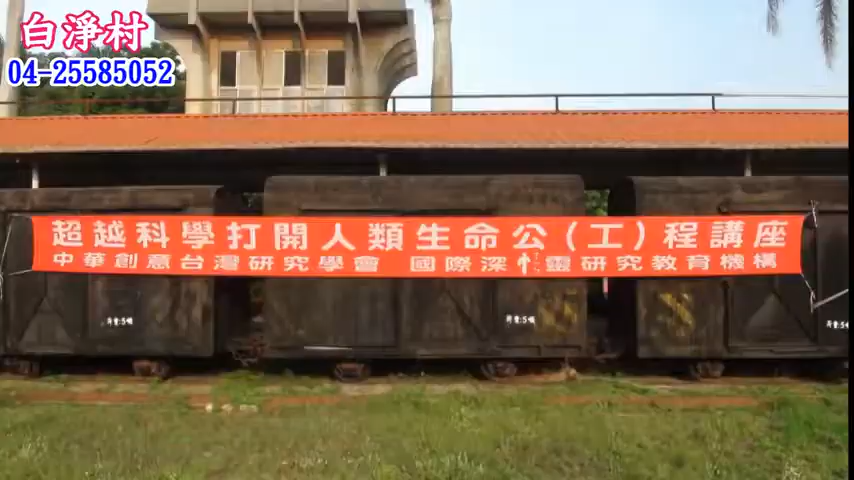 白淨村
04-25585052
超越科學打開人類生命公(工)程講座
中華創意台灣研究學會 國際深 靈研究教育機構